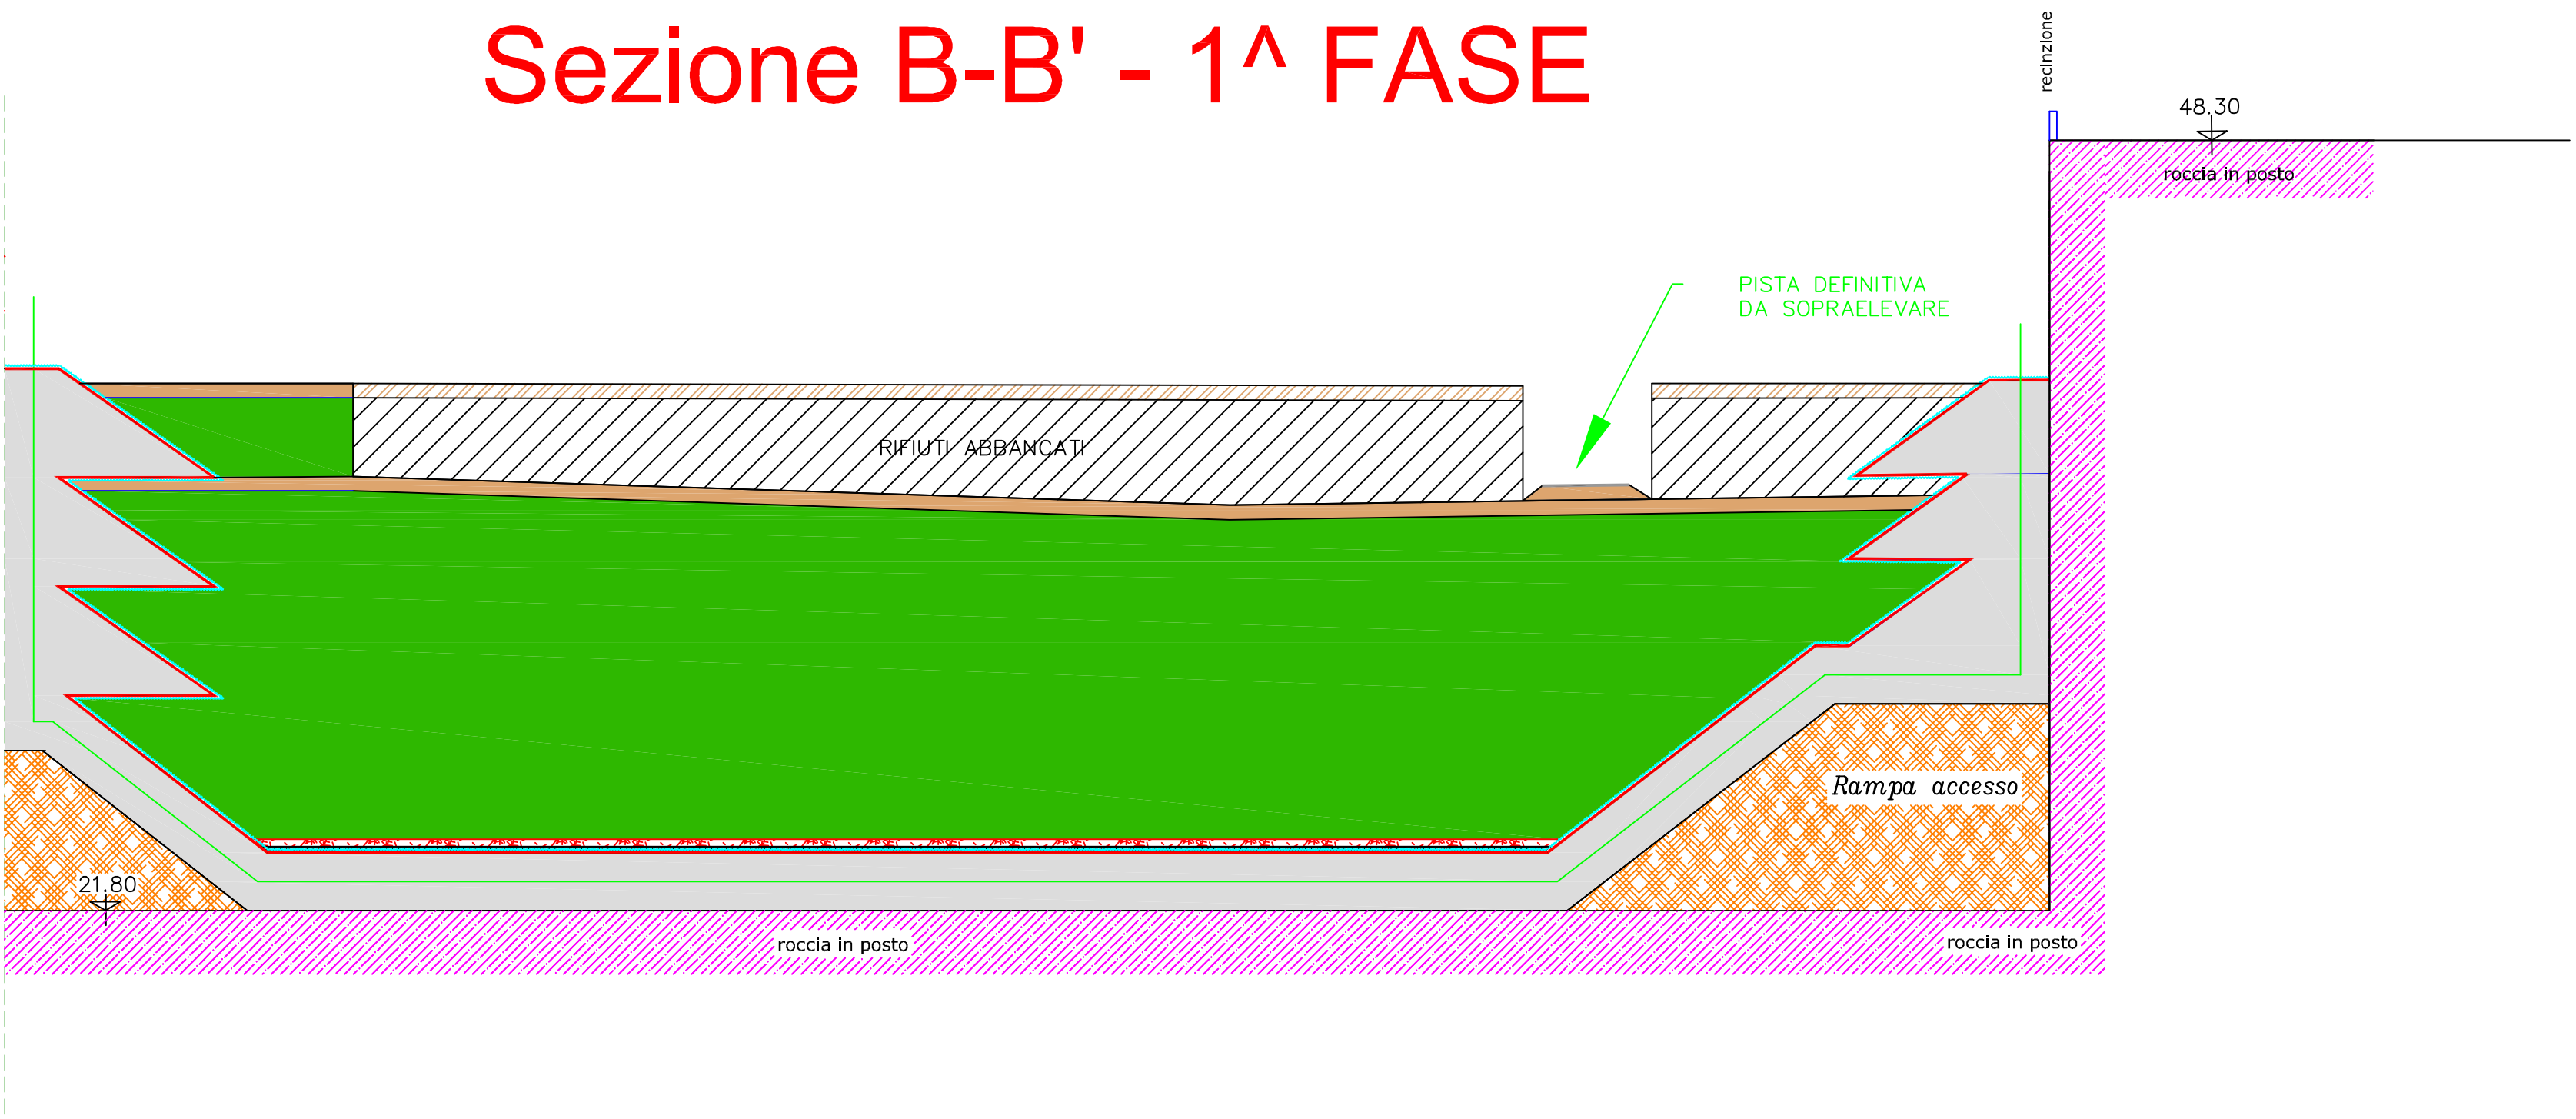 Sezione B-B' - 1^ FASE
recinzione
48.30
roccia in posto
PISTA DEFINITIVA
DA SOPRAELEVARE
RIFIUTI ABBANCATI
Rampa accesso
21.80
roccia in posto
roccia in posto